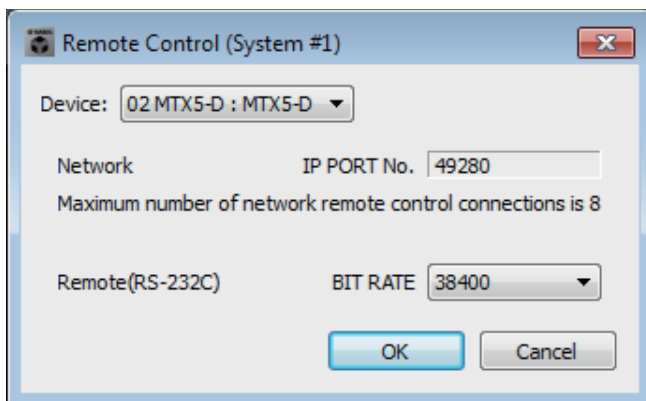 Remote Control (System #1)
Device: 02 MTX5-D : MTX5-D
Network IP PORT No. 49280
Maximum number of network remote control connections is 8
Remote(RS-232C) BIT RATE 38400
OK Cancel